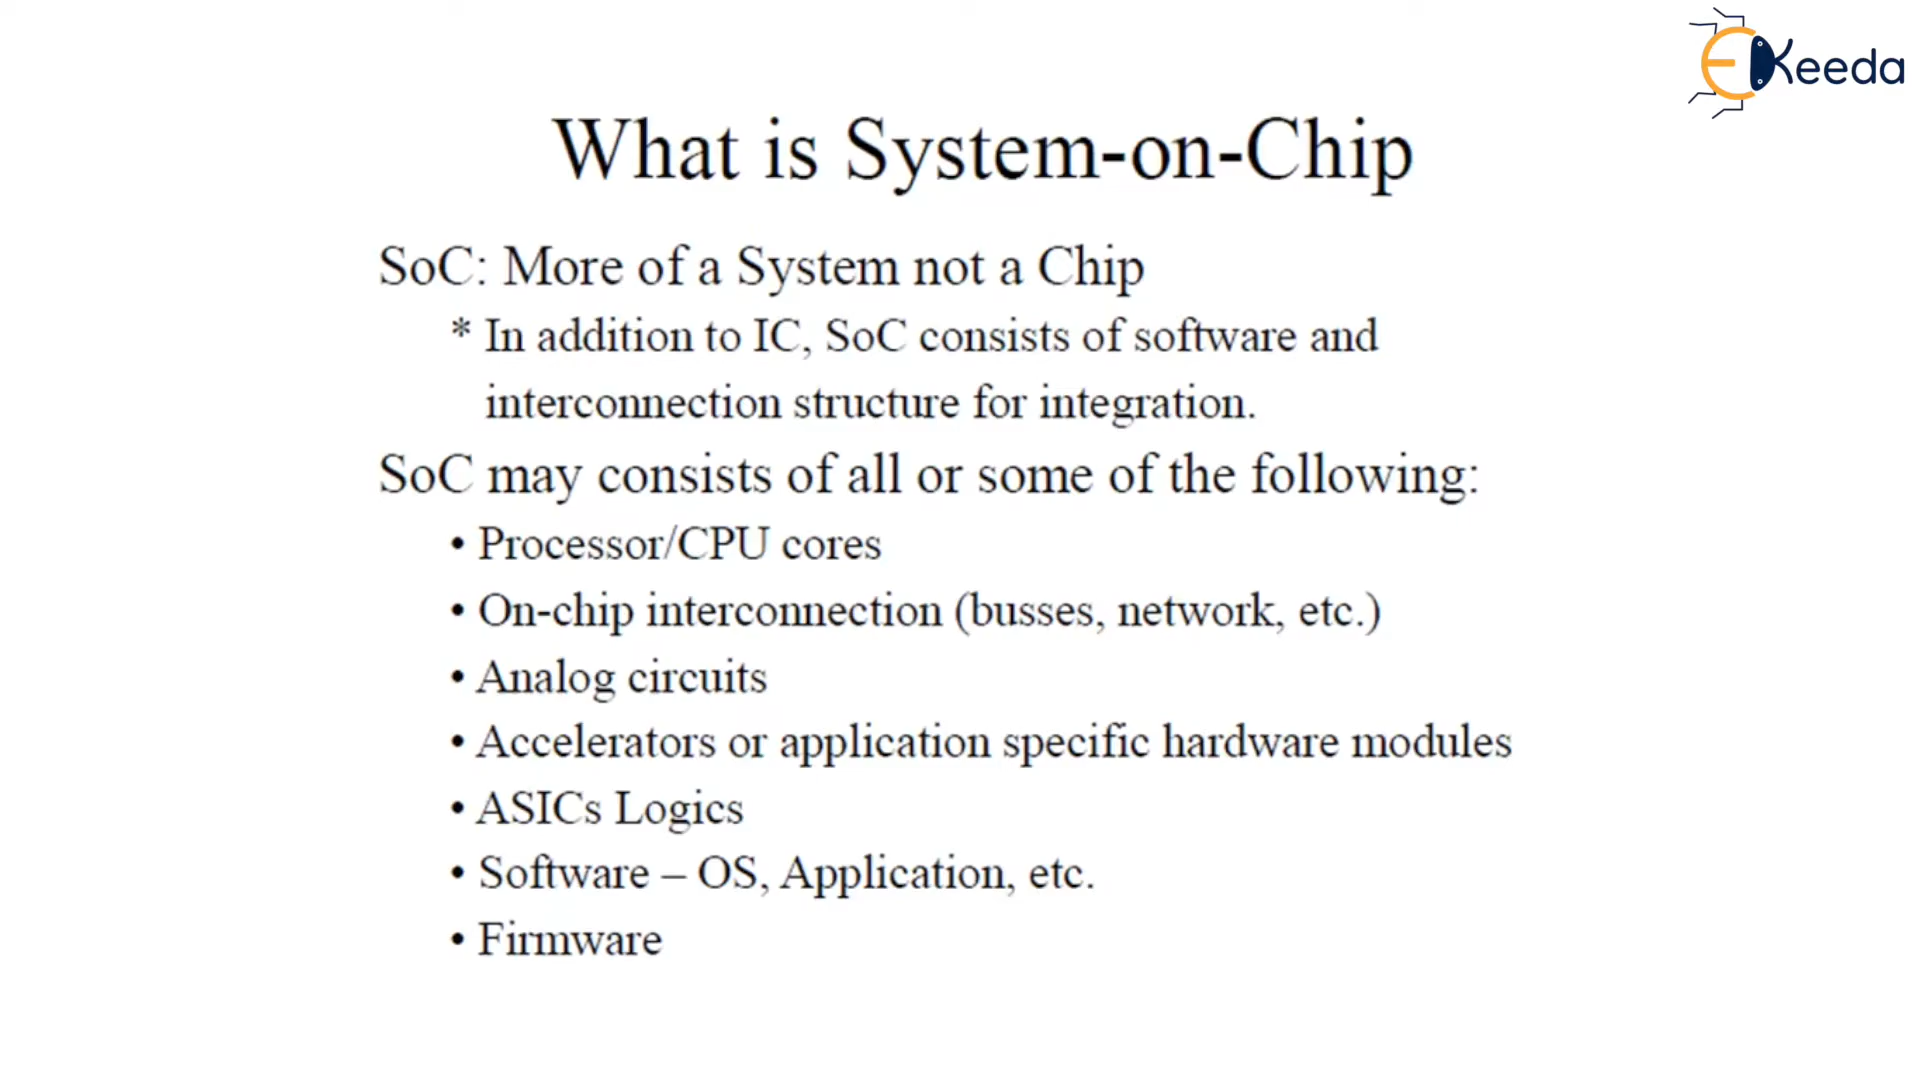 EKeeda
What is System-on-Chip
SoC: More of a System not a Chip
* In addition to IC, SoC consists of software and
interconnection structure for integration.
SoC may consists of all or some of the following:
• Processor/CPU cores
• On-chip interconnection (busses, network, etc.)
• Analog circuits
• Accelerators or application specific hardware modules
• ASICs Logics
• Software – OS, Application, etc.
• Firmware